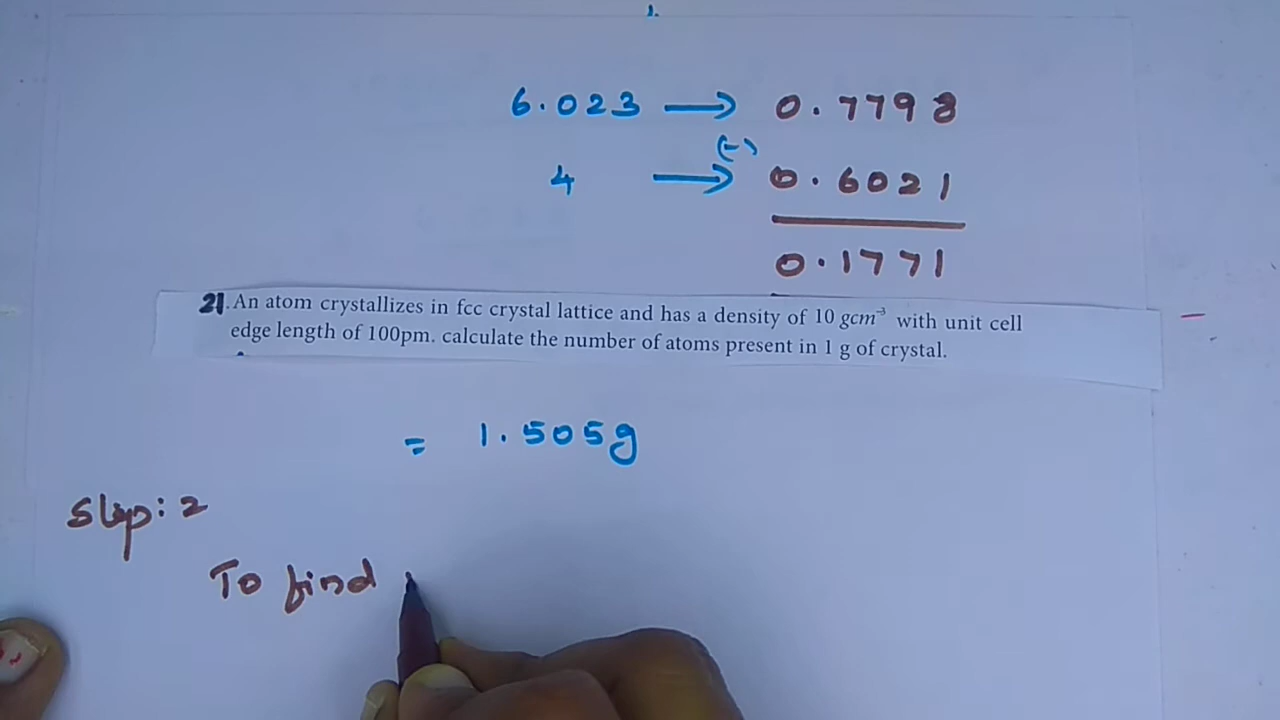 6.023 → 0.7798
(-)
4 → 0.6021
0.1771
21. An atom crystallizes in fcc crystal lattice and has a density of 10 gcm⁻³ with unit cell
edge length of 100pm. calculate the number of atoms present in 1 g of crystal.
= 1.505g
Step: 2
To find